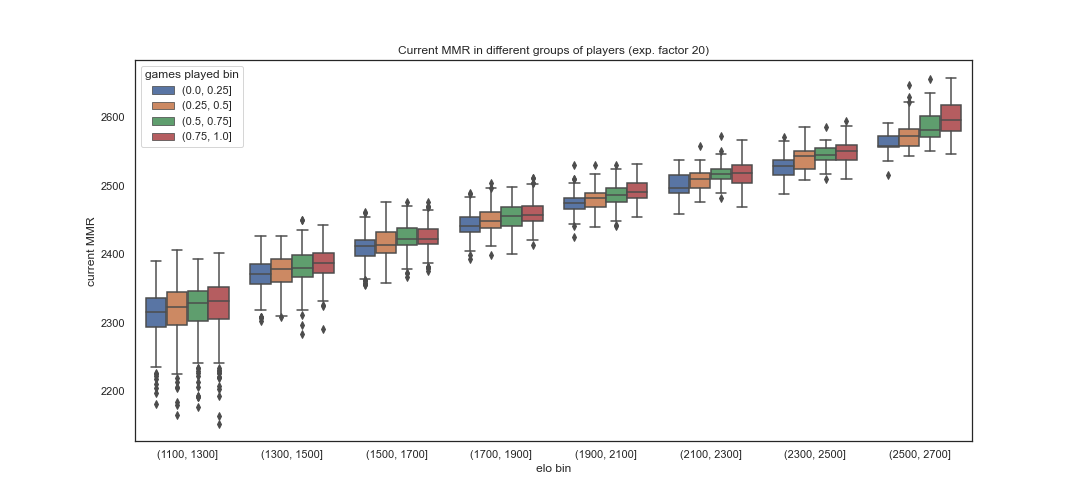 Current MMR in different groups of players (exp. factor 20)
games played bin
(0.0, 0.25]
(0.25, 0.5]
(0.5, 0.75]
(0.75, 1.0]
current MMR
2600
2500
2400
2300
2200
(1100, 1300] (1300, 1500] (1500, 1700] (1700, 1900] (1900, 2100] (2100, 2300] (2300, 2500] (2500, 2700]
elo bin